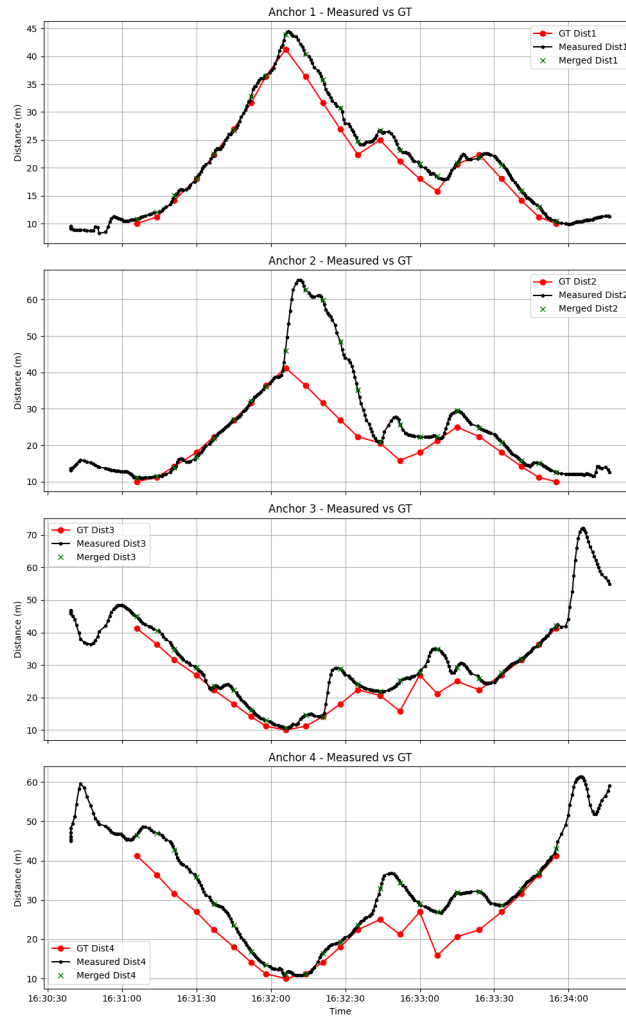 Anchor 1 - Measured vs GT
45
40
35
30
25
20
15
10
Distance (m)
GT Dist1
Measured Dist1
Merged Dist1
Anchor 2 - Measured vs GT
60
50
40
30
20
10
Distance (m)
GT Dist2
Measured Dist2
Merged Dist2
Anchor 3 - Measured vs GT
70
60
50
40
30
20
10
Distance (m)
GT Dist3
Measured Dist3
Merged Dist3
Anchor 4 - Measured vs GT
60
50
40
30
20
10
Distance (m)
GT Dist4
Measured Dist4
Merged Dist4
16:30:30 16:31:00 16:31:30 16:32:00 16:32:30 16:33:00 16:33:30 16:34:00
Time